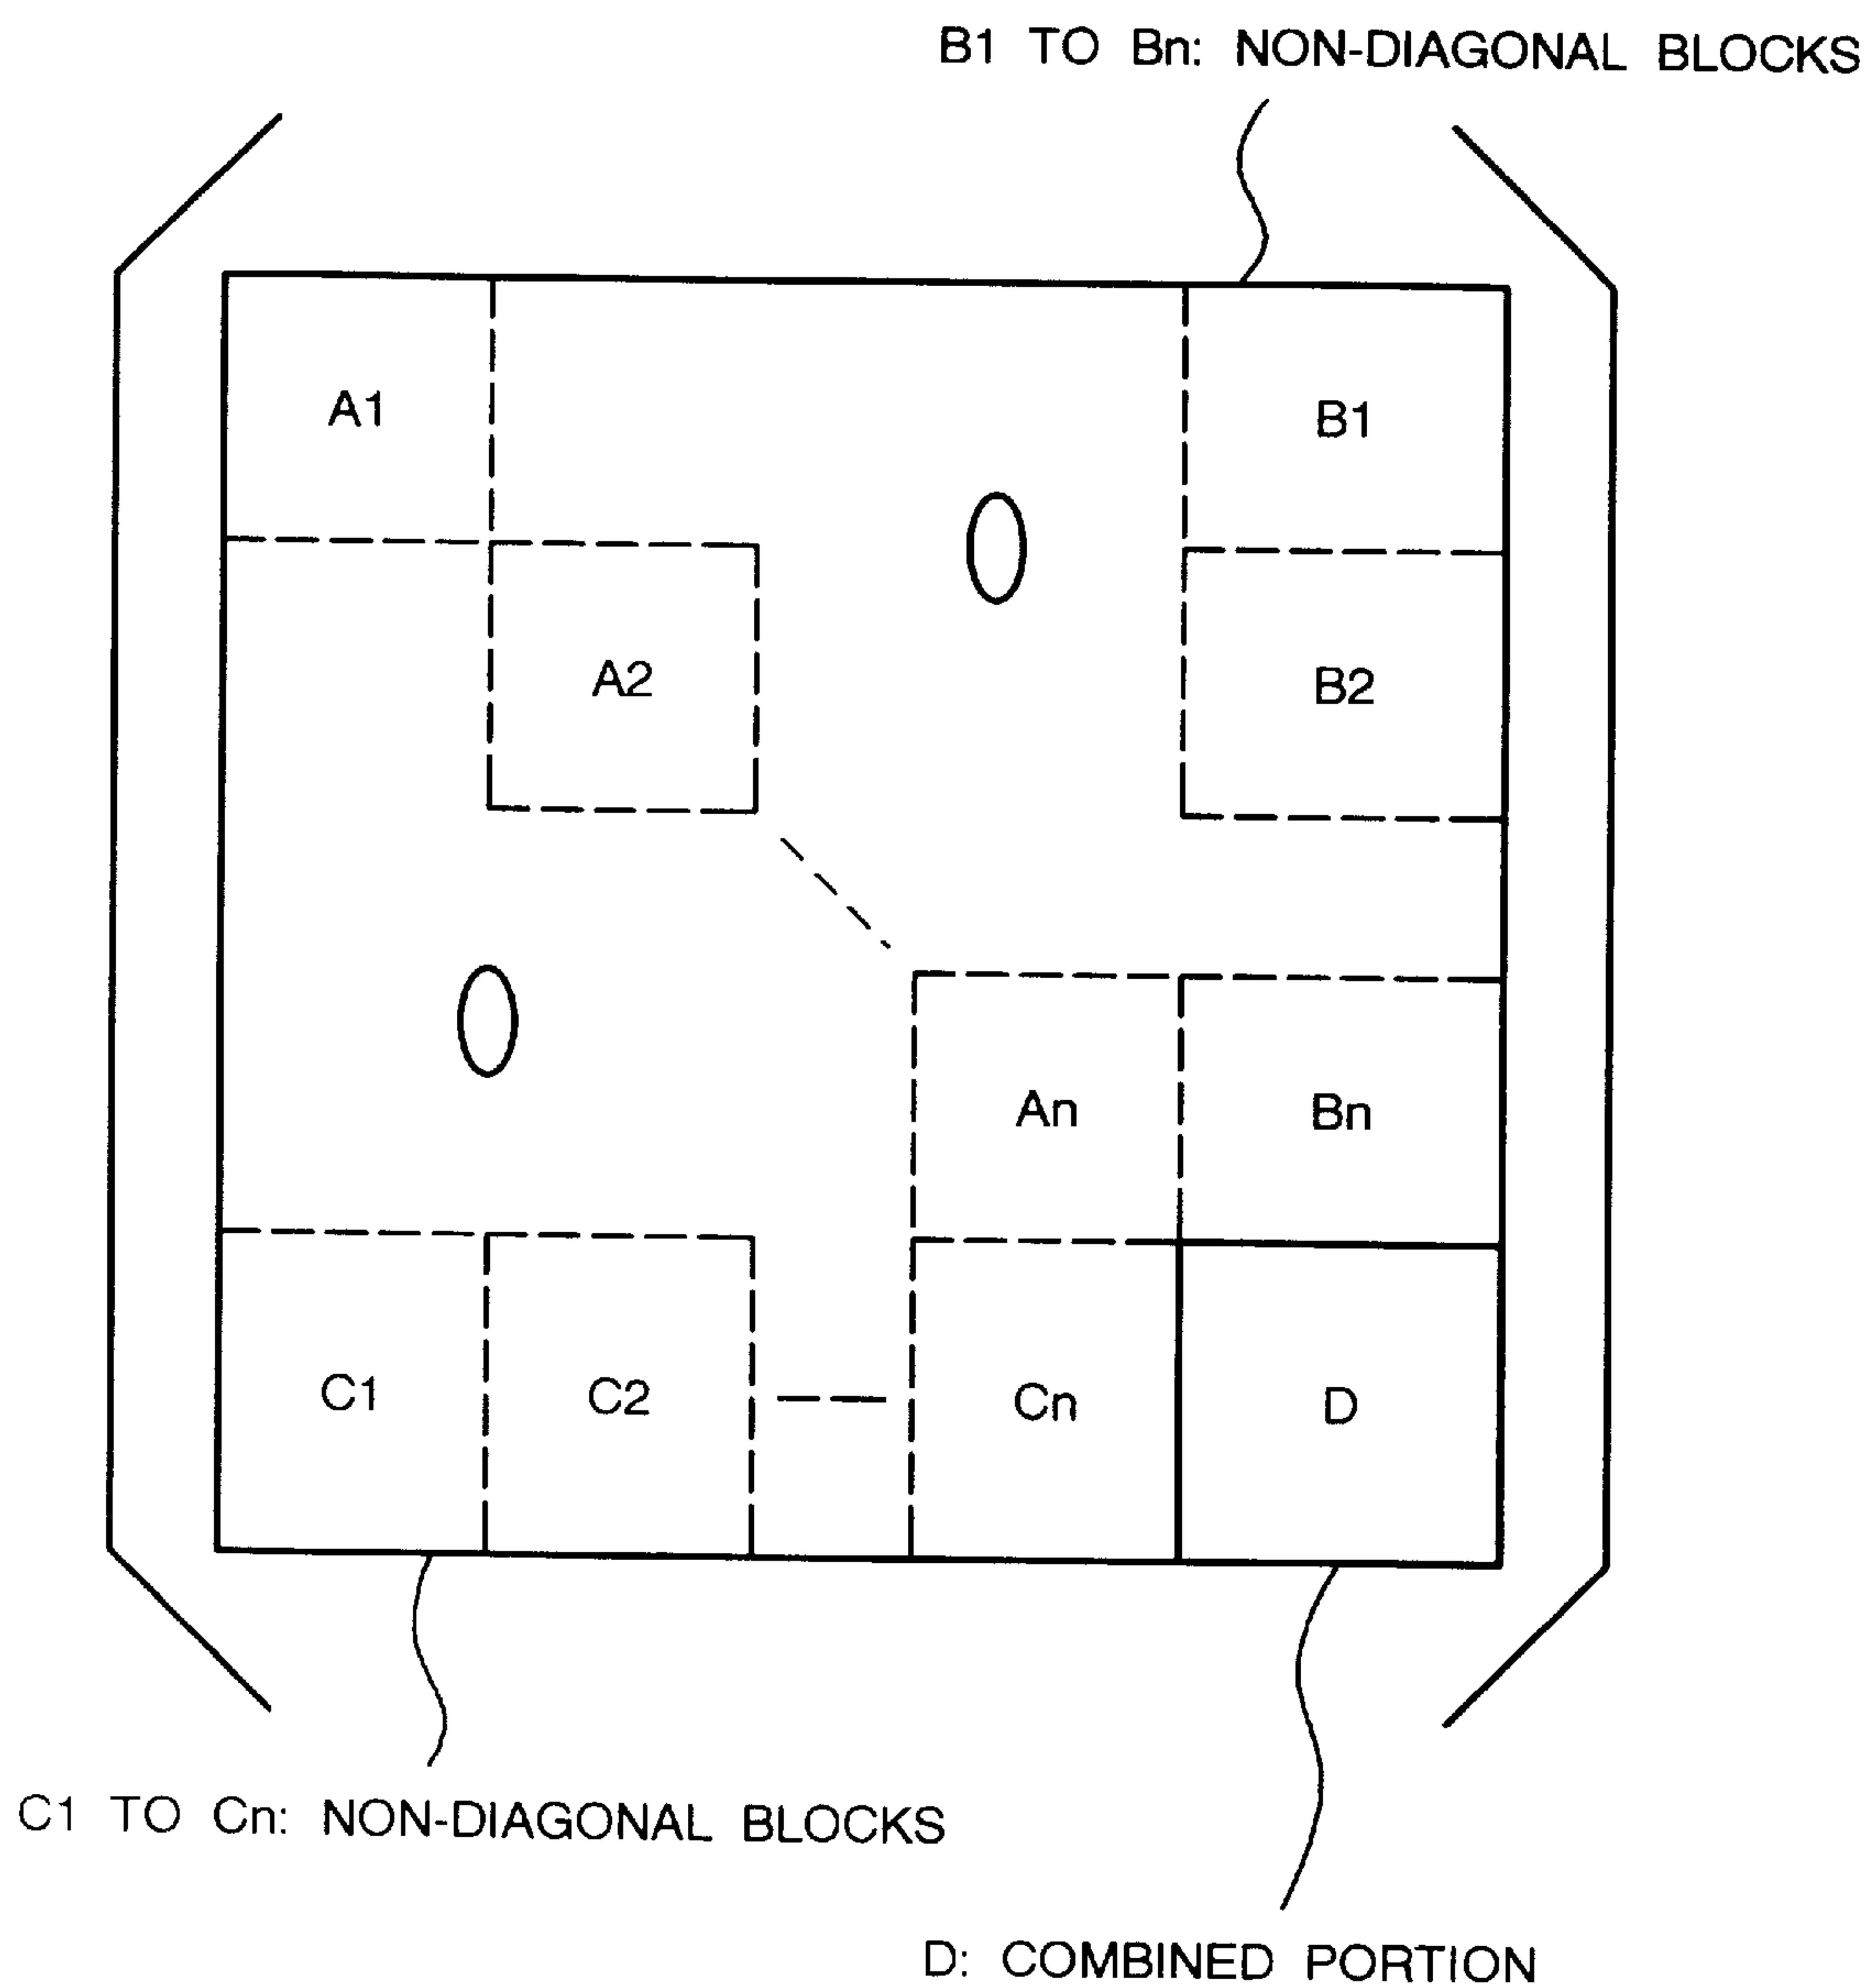 B1 TO Bn: NON-DIAGONAL BLOCKS
A1
B1
0
A2
B2
0
An
Bn
C1
C2
Cn
D
C1 TO Cn: NON-DIAGONAL BLOCKS
D: COMBINED PORTION